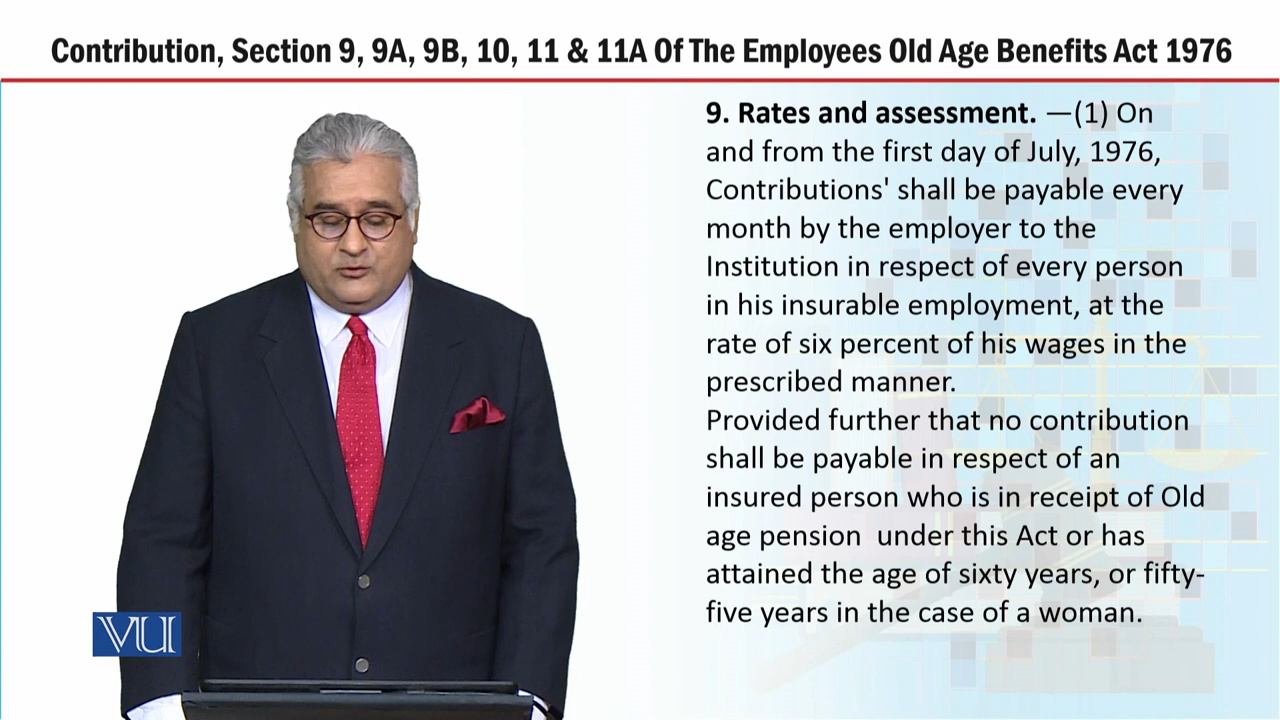 Contribution, Section 9, 9A, 9B, 10, 11 & 11A Of The Employees Old Age Benefits Act 1976
9. Rates and assessment. —(1) On
and from the first day of July, 1976,
Contributions' shall be payable every
month by the employer to the
Institution in respect of every person
in his insurable employment, at the
rate of six percent of his wages in the
prescribed manner.
Provided further that no contribution
shall be payable in respect of an
insured person who is in receipt of Old
age pension  under this Act or has
attained the age of sixty years, or fifty-
five years in the case of a woman.
VU